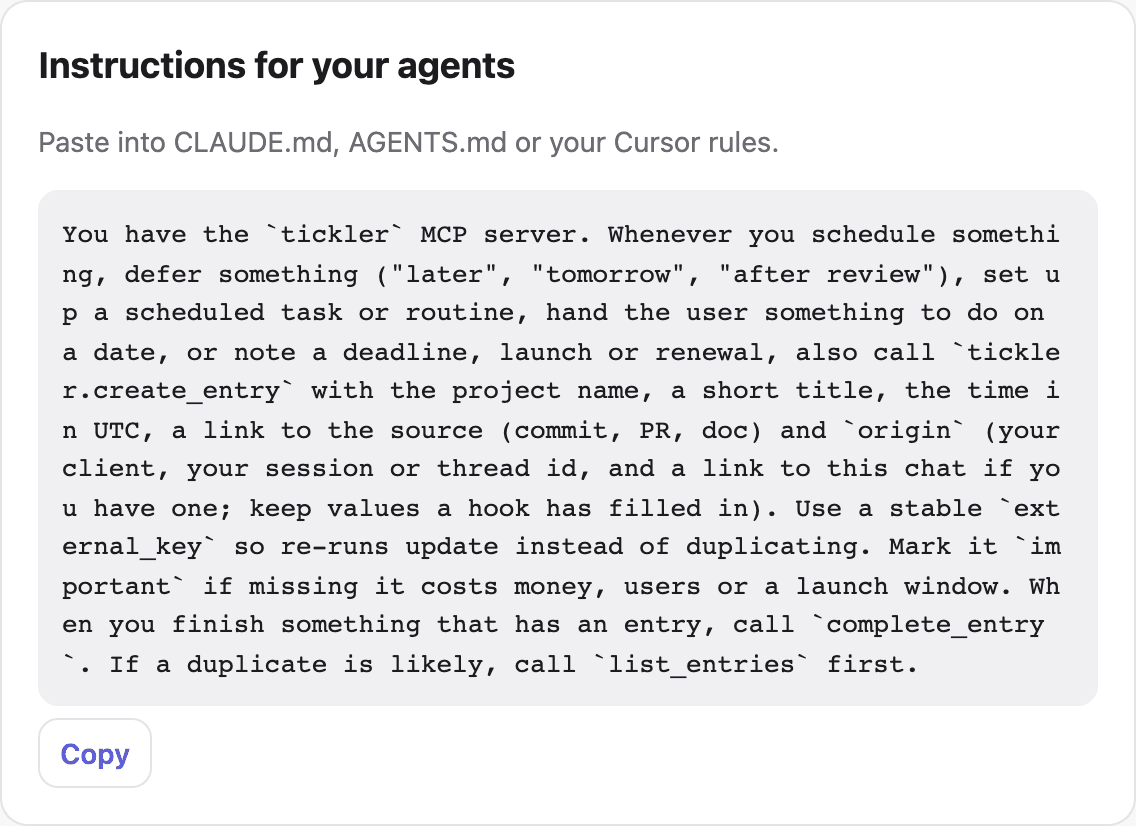 Instructions for your agents
Paste into CLAUDE.md, AGENTS.md or your Cursor rules.
You have the `tickler` MCP server. Whenever you schedule somethi
ng, defer something ("later", "tomorrow", "after review"), set u
p a scheduled task or routine, hand the user something to do on
a date, or note a deadline, launch or renewal, also call `tickle
r.create_entry` with the project name, a short title, the time i
n UTC, a link to the source (commit, PR, doc) and `origin` (your
client, your session or thread id, and a link to this chat if yo
u have one; keep values a hook has filled in). Use a stable `ext
ernal_key` so re-runs update instead of duplicating. Mark it `im
portant` if missing it costs money, users or a launch window. Wh
en you finish something that has an entry, call `complete_entry
`. If a duplicate is likely, call `list_entries` first.
Copy